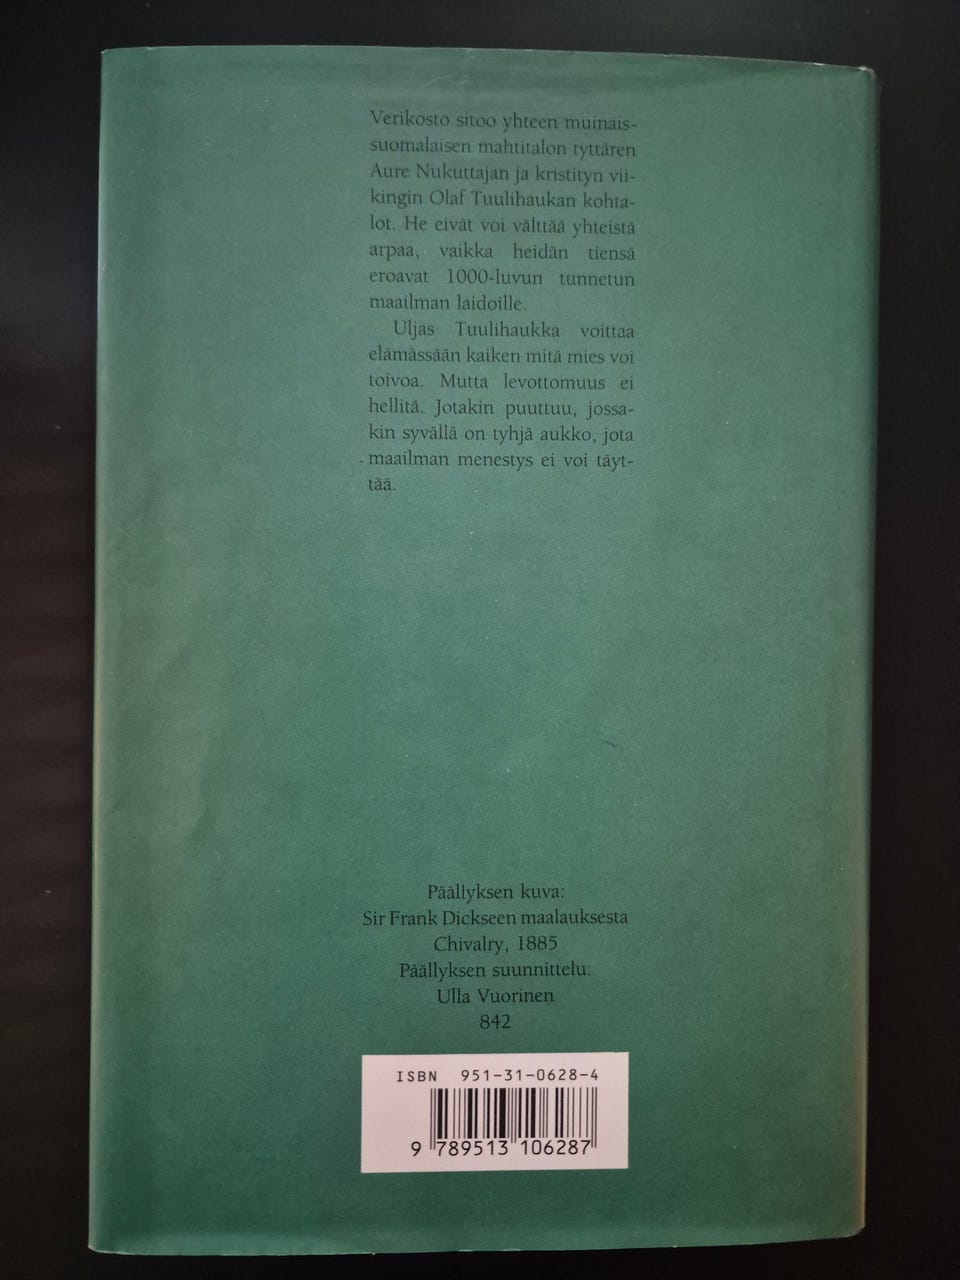 Verikosto sitoo yhteen muinais-
suomalaisen mahtitalon tyttären
Aure Nukuttajan ja kristityn vii-
kingin Olaf Tuulihaukan kohta-
lot. He eivät voi välttää yhteistä
arpaa, vaikka heidän tiensä
eroavat 1000-luvun tunnetun
maailman laidoille.
Uljas Tuulihaukka voittaa
elämässään kaiken mitä mies voi
toivoa. Mutta levottomuus ei
hellitä. Jotakin puuttuu, jossa-
kin syvällä on tyhjä aukko, jota
maailman menestys ei voi täyt-
tää.
Päällyksen kuva:
Sir Frank Dickseen maalauksesta
Chivalry, 1885
Päällyksen suunnittelu:
Ulla Vuorinen
842
ISBN 951-31-0628-4
9 789513 106287